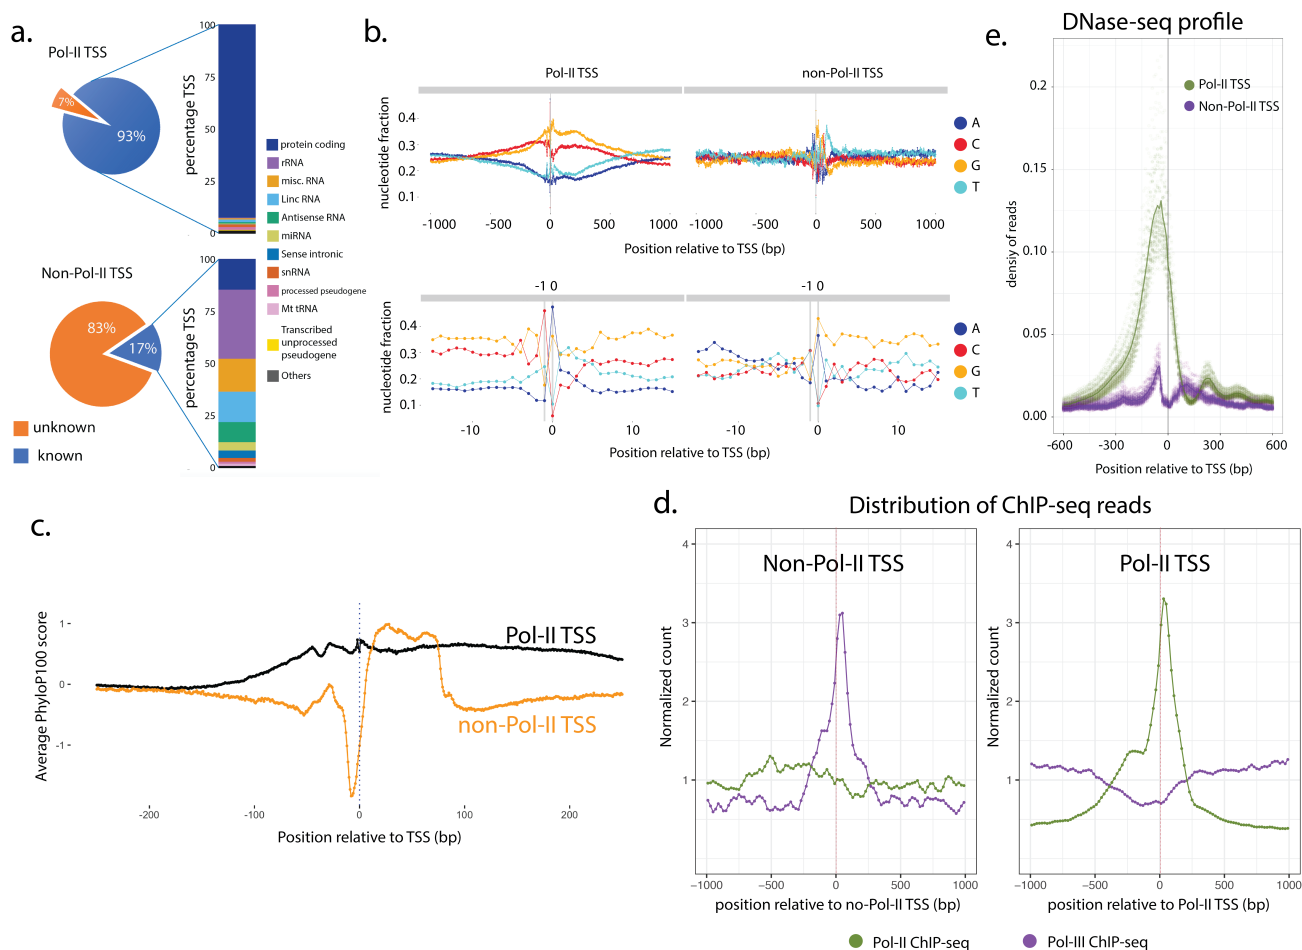 a.
Pol-II TSS
7%
93%
percentage TSS
100
75
50
25
0
Non-Pol-II TSS
83%
17%
percentage TSS
100
75
50
25
0
unknown
known
protein coding
rRNA
misc. RNA
Linc RNA
Antisense RNA
miRNA
Sense intronic
snRNA
processed pseudogene
Mt tRNA
Transcribed
unprocessed
pseudogene
Others
b.
Pol-II TSS
non-Pol-II TSS
nucleotide fraction
0.4
0.3
0.2
0.1
-1000 -500 0 500 1000
-1000 -500 0 500 1000
Position relative to TSS (bp)
Position relative to TSS (bp)
A
C
G
T
-1 0
-1 0
nucleotide fraction
0.4
0.3
0.2
0.1
-10 0 10
-10 0 10
Position relative to TSS (bp)
Position relative to TSS (bp)
A
C
G
T
e.
DNase-seq profile
Pol-II TSS
Non-Pol-II TSS
densiy of reads
0.2
0.15
0.10
0.05
0.00
-600 -300 0 300 600
Position relative to TSS (bp)
c.
Average PhyloP100 score
1
0
-1
Pol-II TSS
non-Pol-II TSS
-200 -100 0 100 200
Position relative to TSS (bp)
d.
Distribution of ChIP-seq reads
Non-Pol-II TSS
Normalized count
4
3
2
1
−1000 −500 0 500 1000
position relative to no-Pol-II TSS (bp)
Pol-II TSS
Normalized count
4
3
2
1
−1000 −500 0 500 1000
position relative to Pol-II TSS (bp)
Pol-II ChIP-seq
Pol-III ChIP-seq